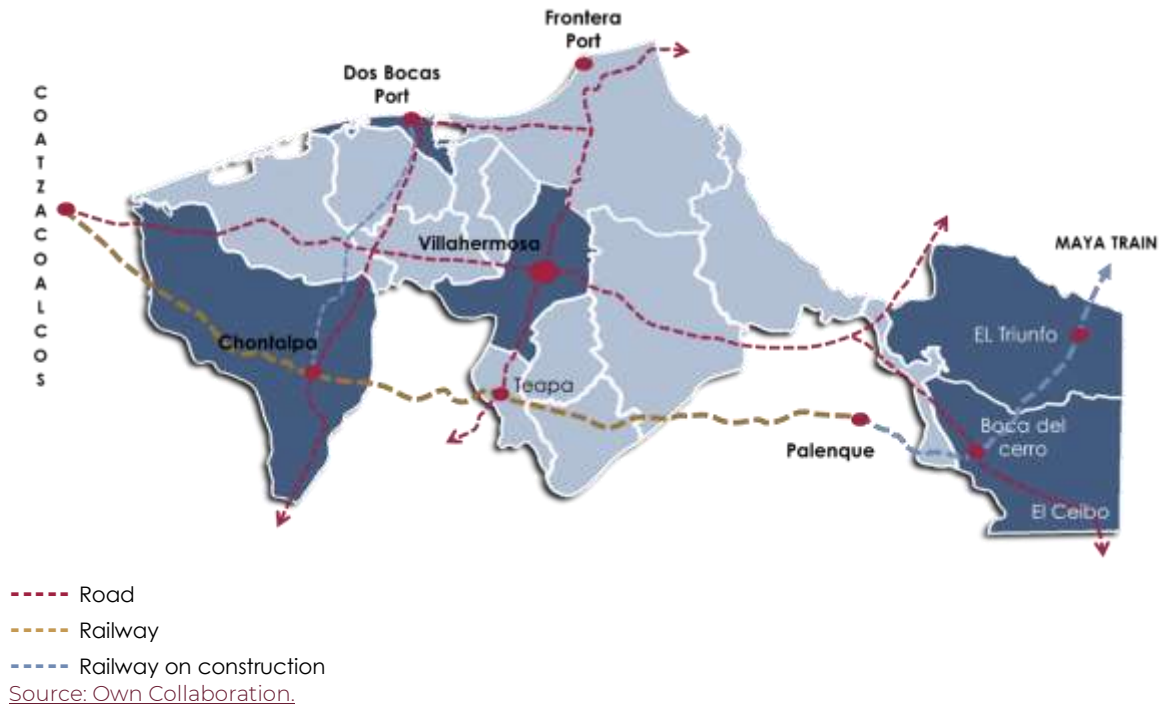 Frontera
Port
Dos Bocas
Port
COATZACOALCOS
Villahermosa
MAYA TRAIN
EL Triunfo
Chontalpa
Teapa
Boca del
cerro
Palenque
El Ceibo
Road
Railway
Railway on construction
Source: Own Collaboration.